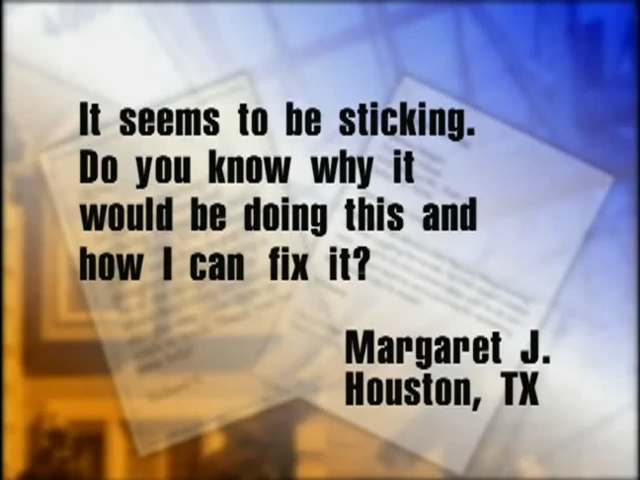 It seems to be sticking.
Do you know why it
would be doing this and
how I can fix it?
Margaret J.
Houston, TX